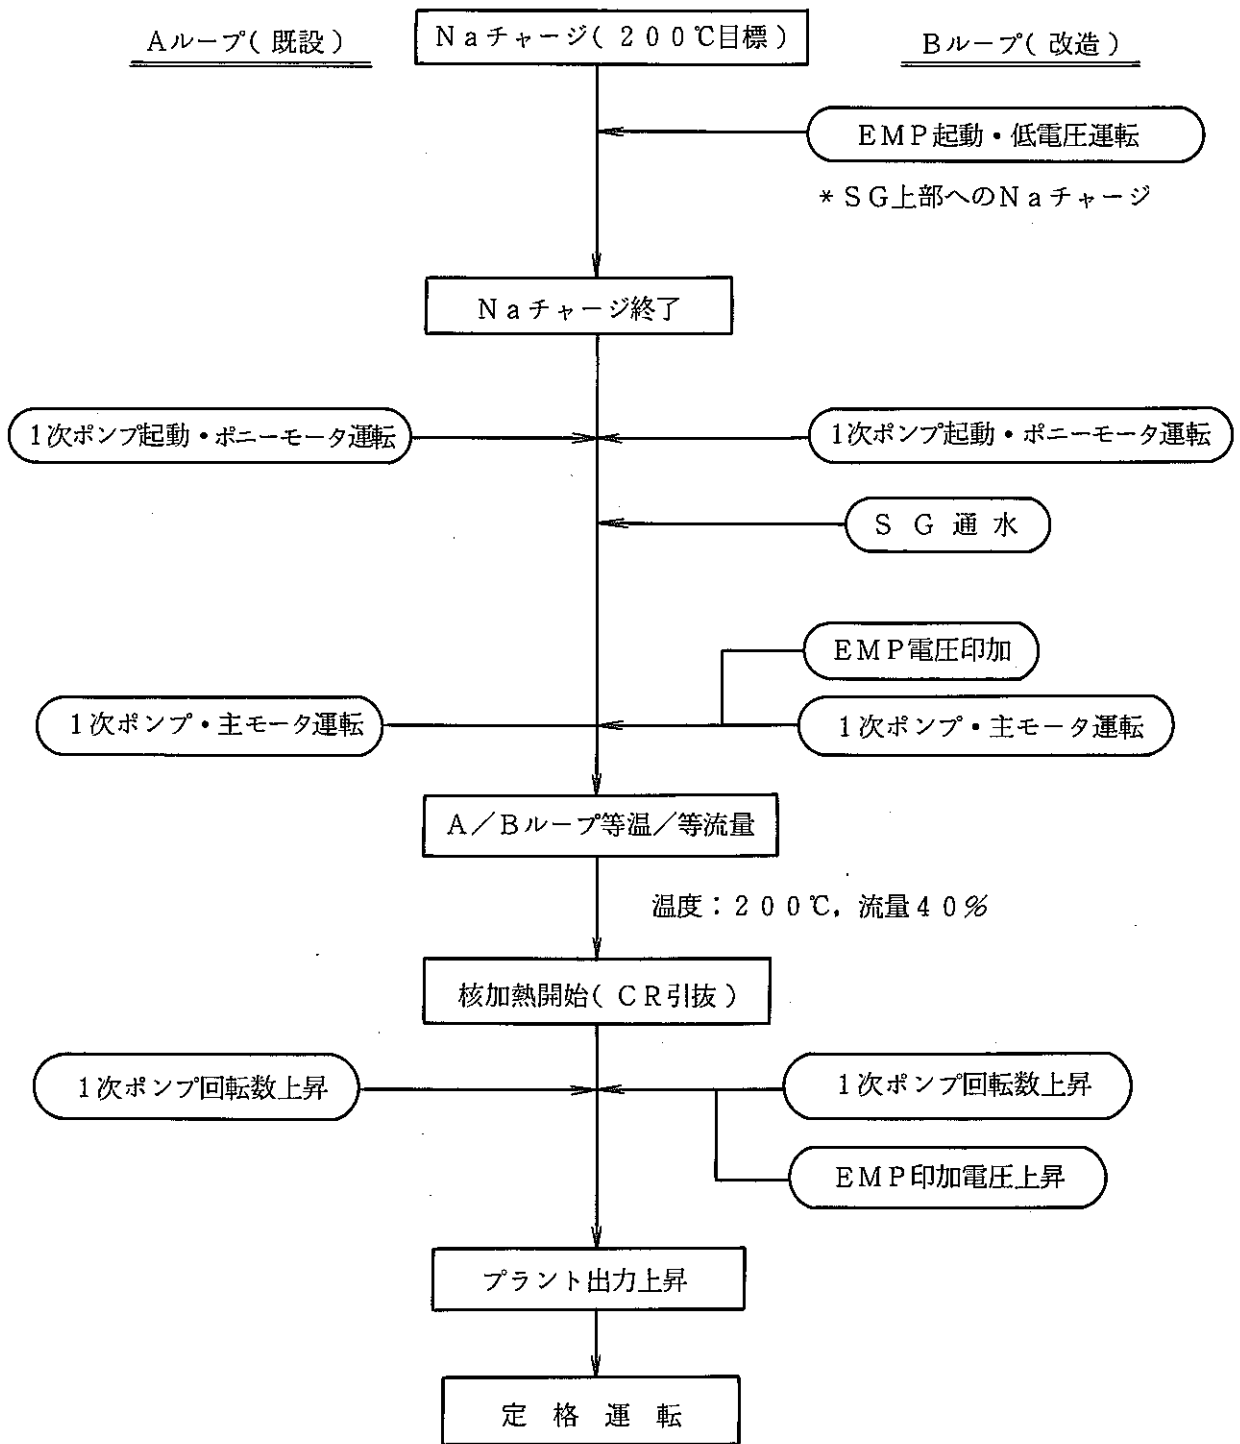 Aループ(既設)
Naチャージ(200℃目標)
Bループ(改造)
EMP起動・低電圧運転
*SG上部へのNaチャージ
Naチャージ終了
1次ポンプ起動・ポニーモータ運転
1次ポンプ起動・ポニーモータ運転
SG通水
EMP電圧印加
1次ポンプ・主モータ運転
1次ポンプ・主モータ運転
A/Bループ等温/等流量
温度:200℃,流量40%
核加熱開始(CR引抜)
1次ポンプ回転数上昇
1次ポンプ回転数上昇
EMP印加電圧上昇
プラント出力上昇
定格運転